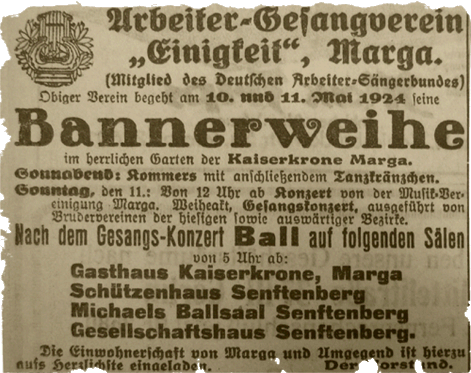 Arbeiter-Gesangverein
„Einigkeit“, Marga.
(Mitglied des Deutschen Arbeiter-Sängerbundes)
Obiger Verein begeht am 10. und 11. Mai 1924 seine
Bannerweihe
im herrlichen Garten der Kaiserkrone Marga.
Sonnabend: Kommers mit anschließendem Tanzkränzchen.
Sonntag, den 11.: Von 12 Uhr ab Konzert von der Musik-Ver-
einigung Marga. Weiheakt, Gesangskonzert, ausgeführt von
Brudervereinen der hiesigen sowie auswärtiger Bezirke.
Nach dem Gesangs-Konzert Ball auf folgenden Sälen
von 5 Uhr ab:
Gasthaus Kaiserkrone, Marga
Schützenhaus Senftenberg
Michaels Ballsaal Senftenberg
Gesellschaftshaus Senftenberg.
Die Einwohnerschaft von Marga und Umgegend ist hierzu
aufs Herzlichste eingeladen. Der Vorstand.